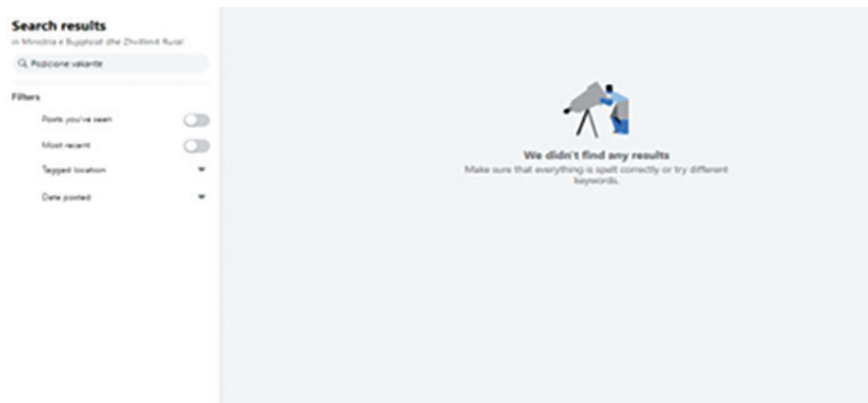 Search results
in Ministria e Bujqësisë dhe Zhvillimit Rural
Pozicione vakante
Filters
Posts you've seen
Most recent
Tagged location
Date posted
We didn't find any results
Make sure that everything is spelt correctly or try different
keywords.